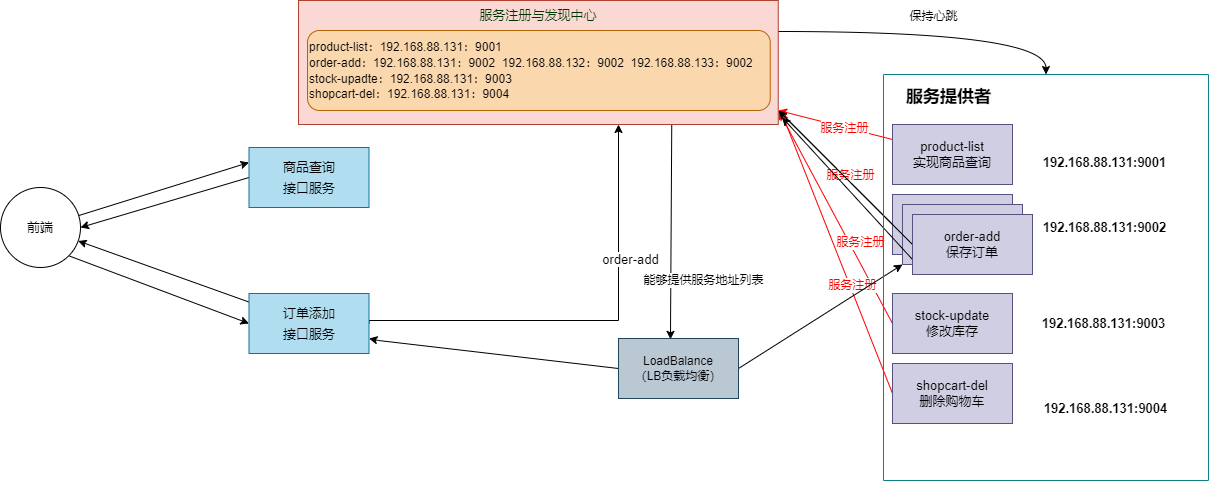 服务注册与发现中心
product-list：192.168.88.131：9001
order-add：192.168.88.131：9002 192.168.88.132：9002 192.168.88.133：9002
stock-upadte：192.168.88.131：9003
shopcart-del：192.168.88.131：9004
保持心跳
服务提供者
服务注册
product-list
实现商品查询
192.168.88.131:9001
商品查询
接口服务
服务注册
前端
192.168.88.131:9002
order-add
保存订单
服务注册
order-add
能够提供服务地址列表
服务注册
订单添加
接口服务
stock-update
修改库存
192.168.88.131:9003
LoadBalance
（LB负载均衡）
shopcart-del
删除购物车
192.168.88.131:9004